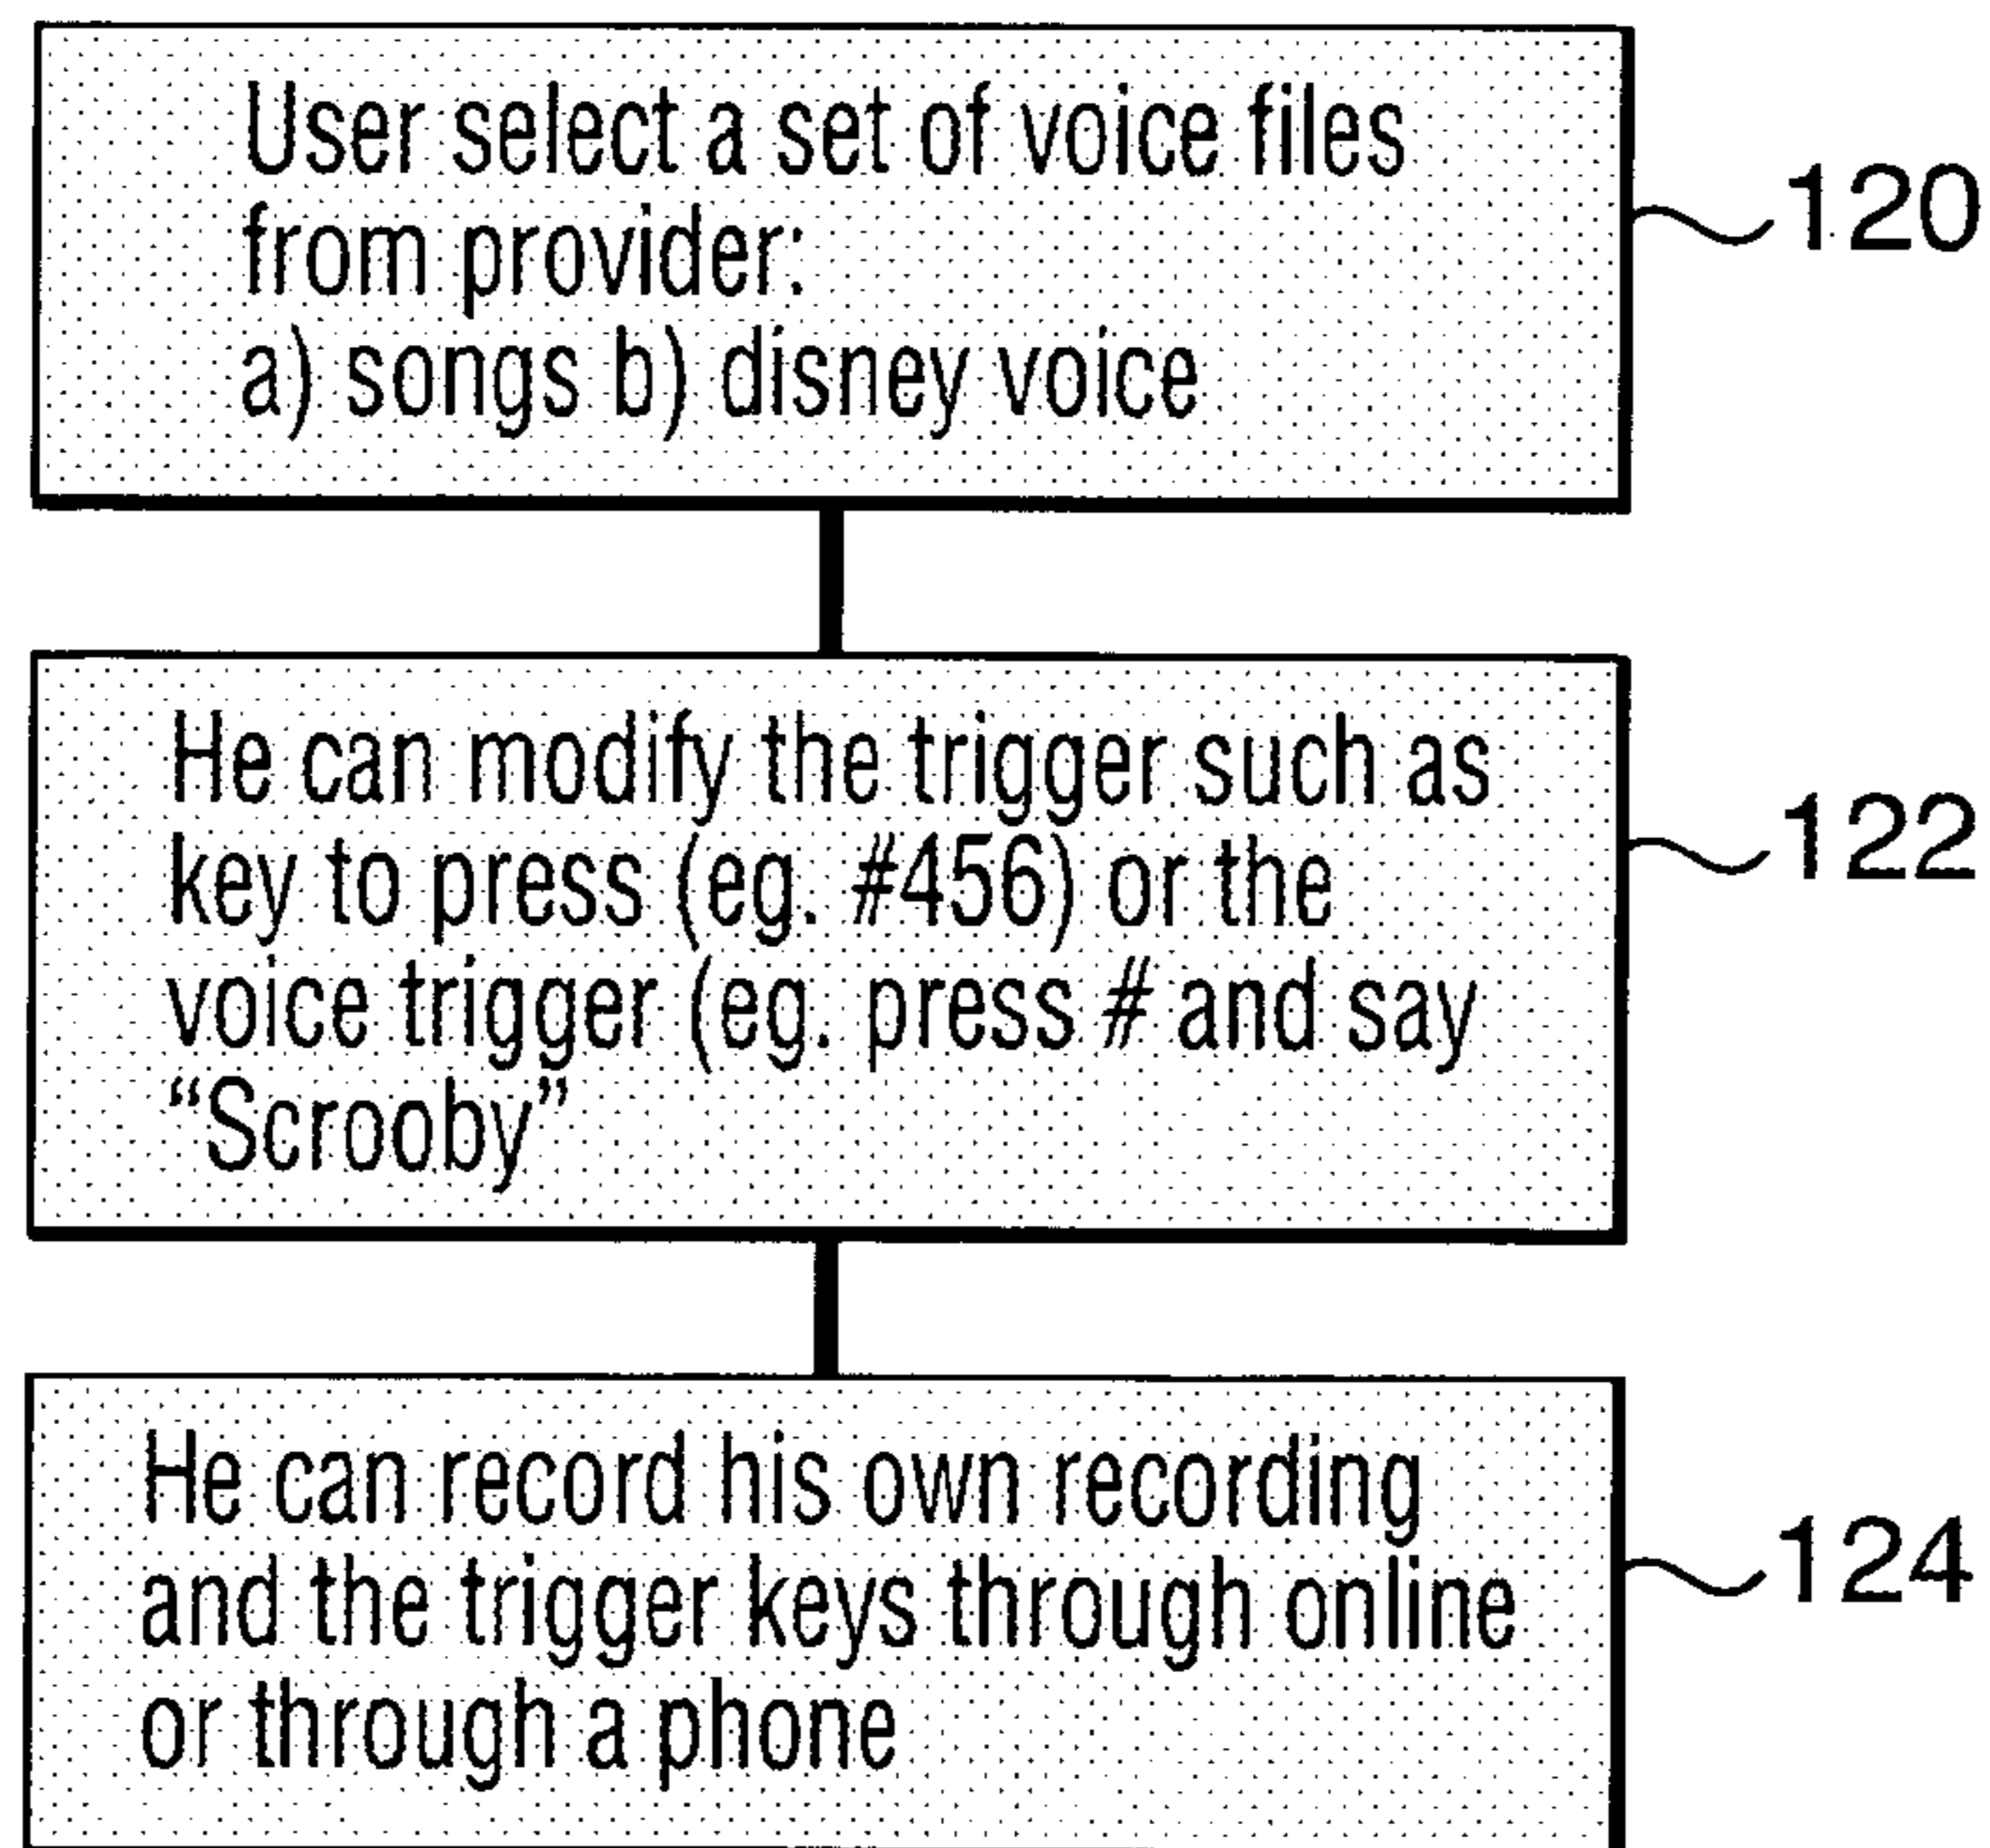 User select a set of voice files
from provider:
a) songs b) disney voice
120
He can modify the trigger such as
key to press (eg. #456) or the
voice trigger (eg. press # and say
“Scrooby”
122
He can record his own recording
and the trigger keys through online
or through a phone
124